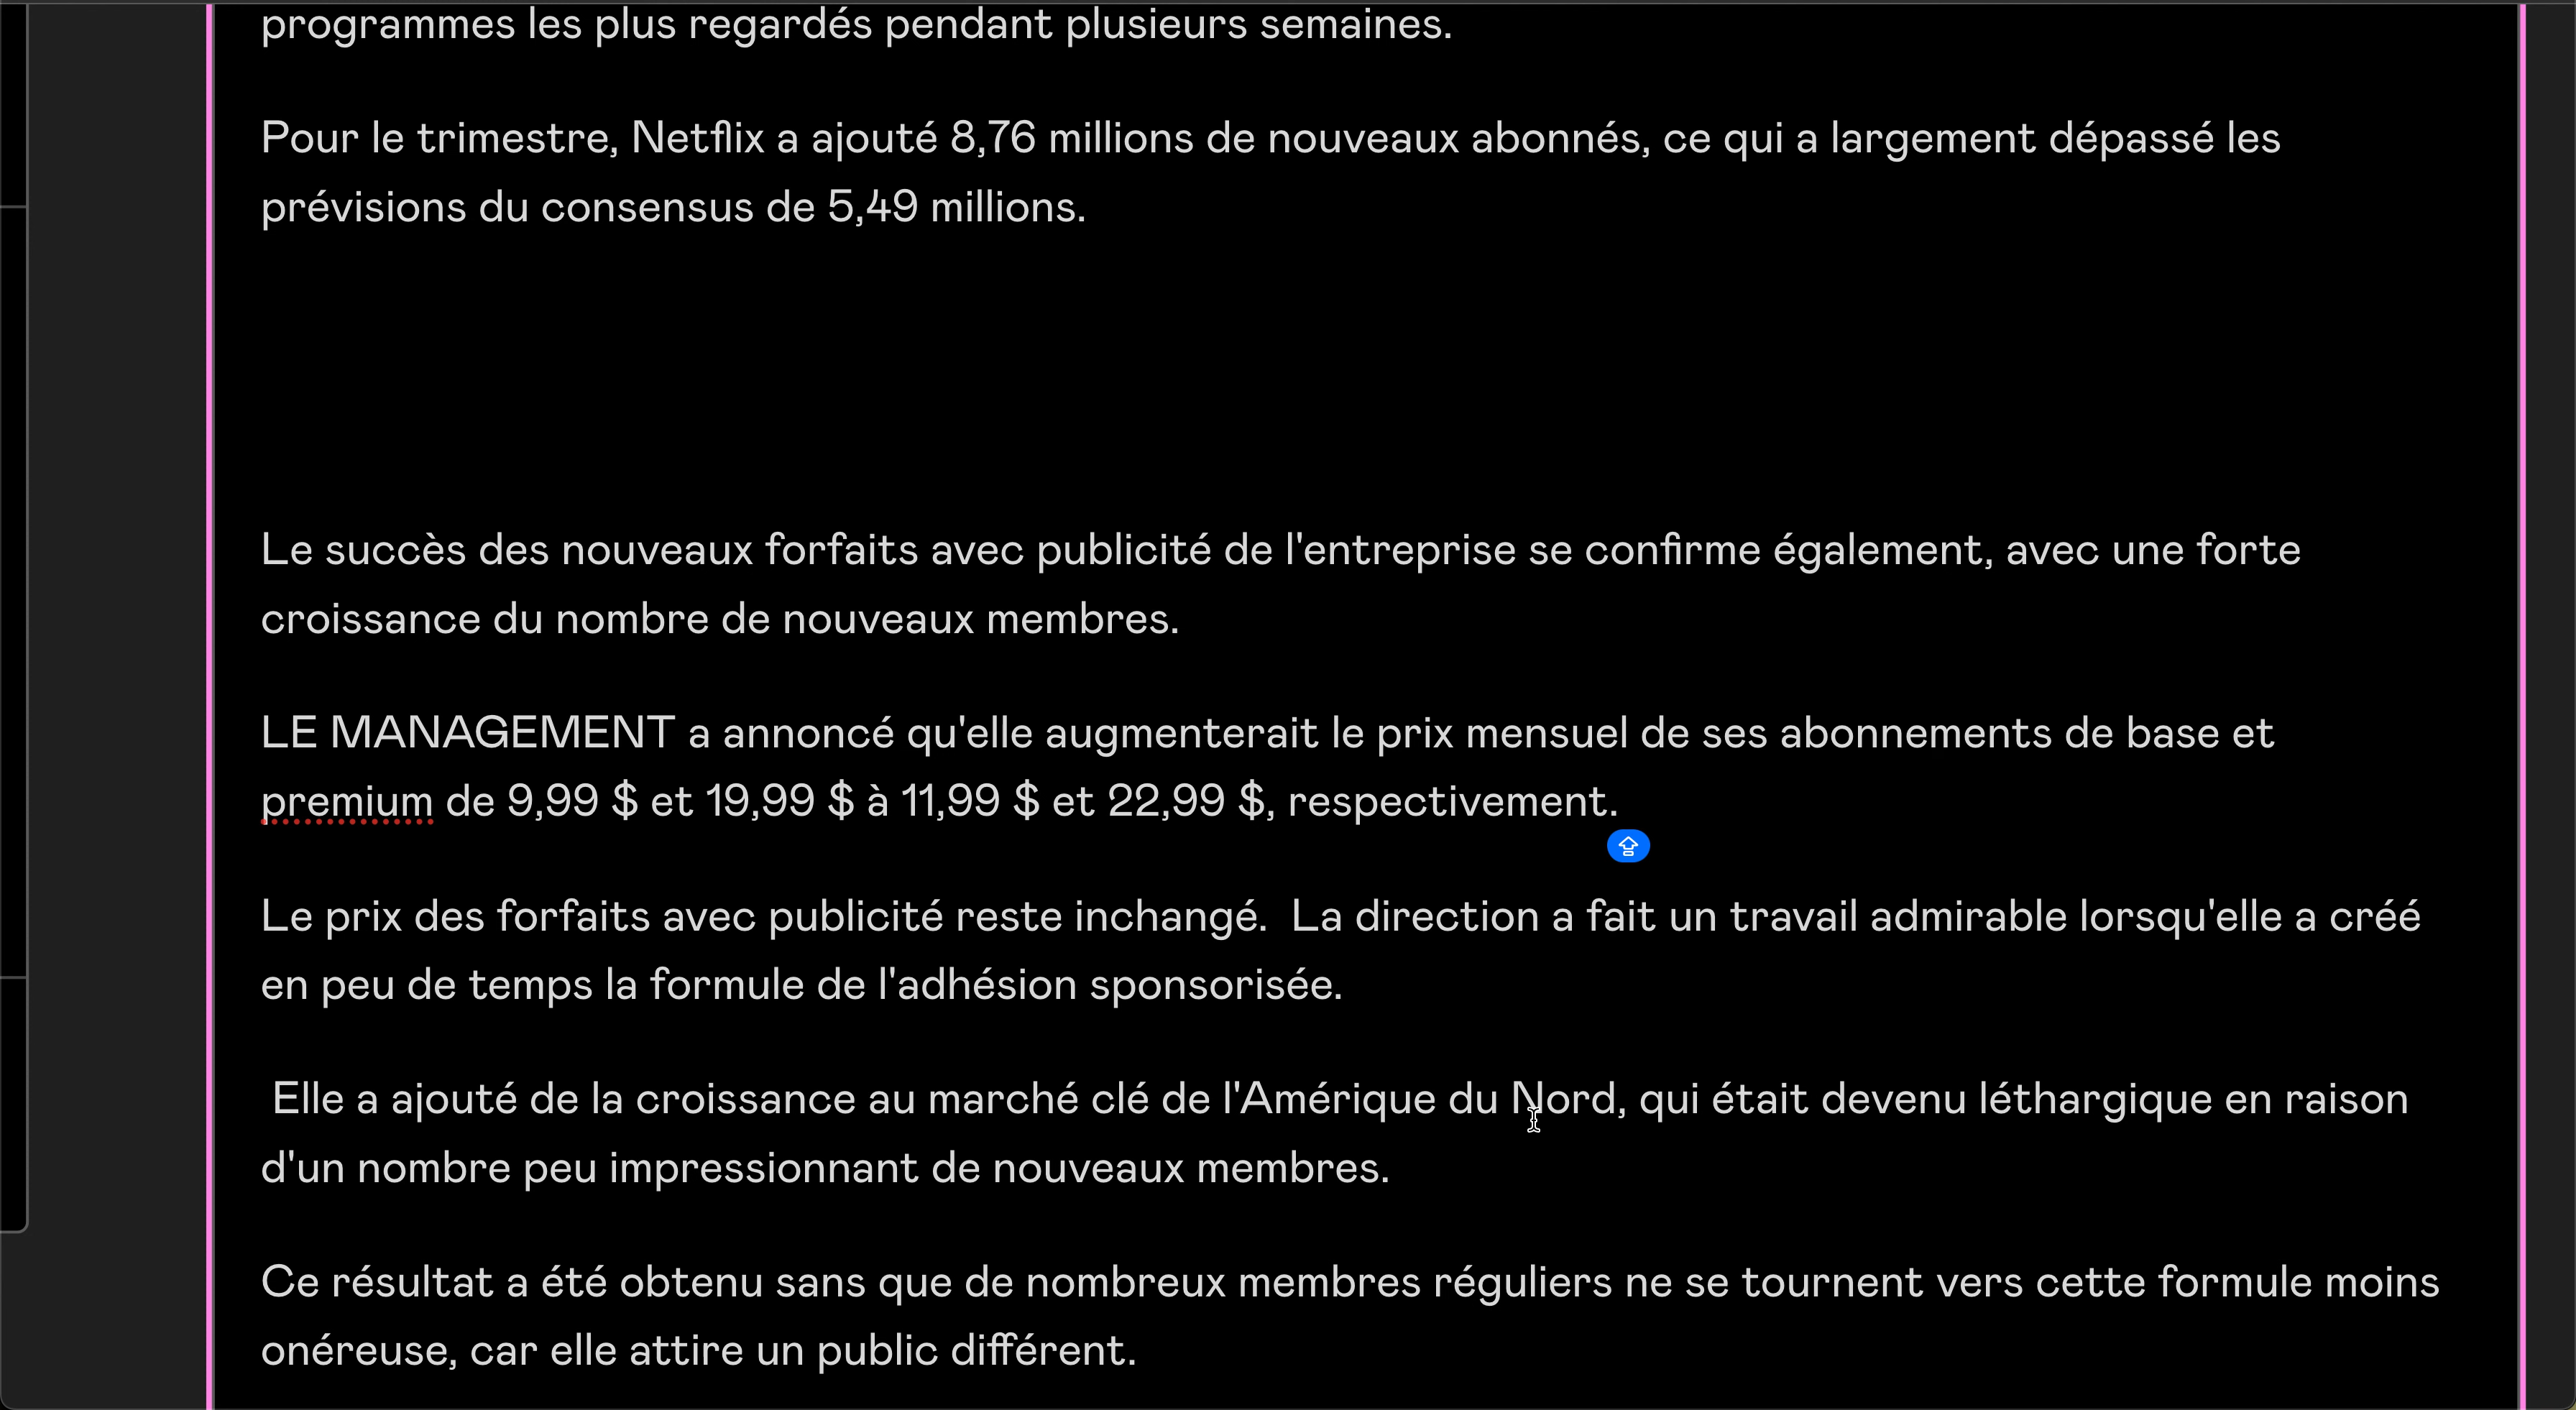 programmes les plus regardés pendant plusieurs semaines.
Pour le trimestre, Netflix a ajouté 8,76 millions de nouveaux abonnés, ce qui a largement dépassé les
prévisions du consensus de 5,49 millions.
Le succès des nouveaux forfaits avec publicité de l'entreprise se confirme également, avec une forte
croissance du nombre de nouveaux membres.
LE MANAGEMENT a annoncé qu'elle augmenterait le prix mensuel de ses abonnements de base et
premium de 9,99 $ et 19,99 $ à 11,99 $ et 22,99 $, respectivement.
Le prix des forfaits avec publicité reste inchangé.  La direction a fait un travail admirable lorsqu'elle a créé
en peu de temps la formule de l'adhésion sponsorisée.
Elle a ajouté de la croissance au marché clé de l'Amérique du Nord, qui était devenu léthargique en raison
d'un nombre peu impressionnant de nouveaux membres.
Ce résultat a été obtenu sans que de nombreux membres réguliers ne se tournent vers cette formule moins
onéreuse, car elle attire un public différent.